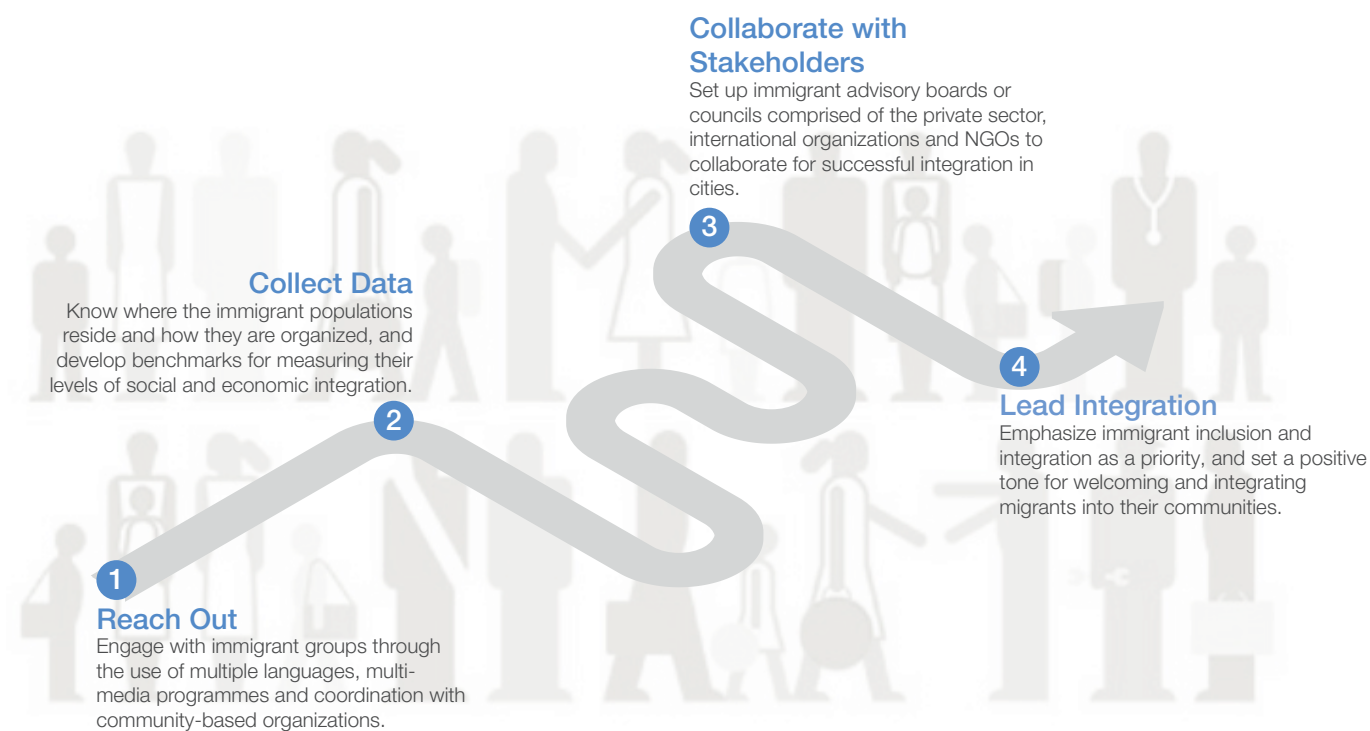 1
Reach Out
Engage with immigrant groups through
the use of multiple languages, multi-
media programmes and coordination with
community-based organizations.
2
Collect Data
Know where the immigrant populations
reside and how they are organized, and
develop benchmarks for measuring their
levels of social and economic integration.
3
Collaborate with
Stakeholders
Set up immigrant advisory boards or
councils comprised of the private sector,
international organizations and NGOs to
collaborate for successful integration in
cities.
4
Lead Integration
Emphasize immigrant inclusion and
integration as a priority, and set a positive
tone for welcoming and integrating
migrants into their communities.